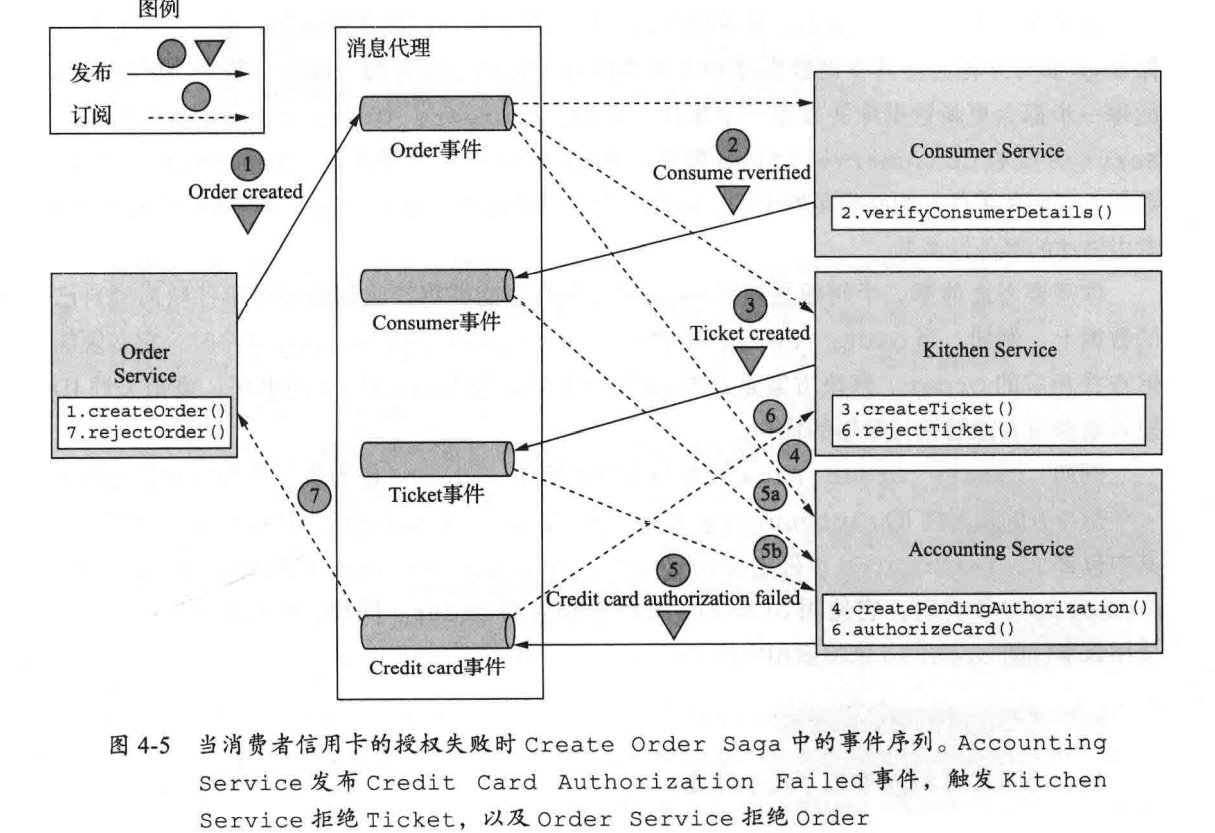 图例
发布
订阅
消息代理
Order事件
Consumer事件
Ticket事件
Credit card事件
1
Order created
2
Consume rverified
3
Ticket created
6
4
5a
5b
5
Credit card authorization failed
7
Order
Service
1.createOrder()
7.rejectOrder()
Consumer Service
2.verifyConsumerDetails()
Kitchen Service
3.createTicket()
6.rejectTicket()
Accounting Service
4.createPendingAuthorization()
6.authorizeCard()
图 4-5 当消费者信用卡的授权失败时 Create Order Saga 中的事件序列。Accounting
Service 发布 Credit Card Authorization Failed 事件，触发 Kitchen
Service 拒绝 Ticket，以及 Order Service 拒绝 Order